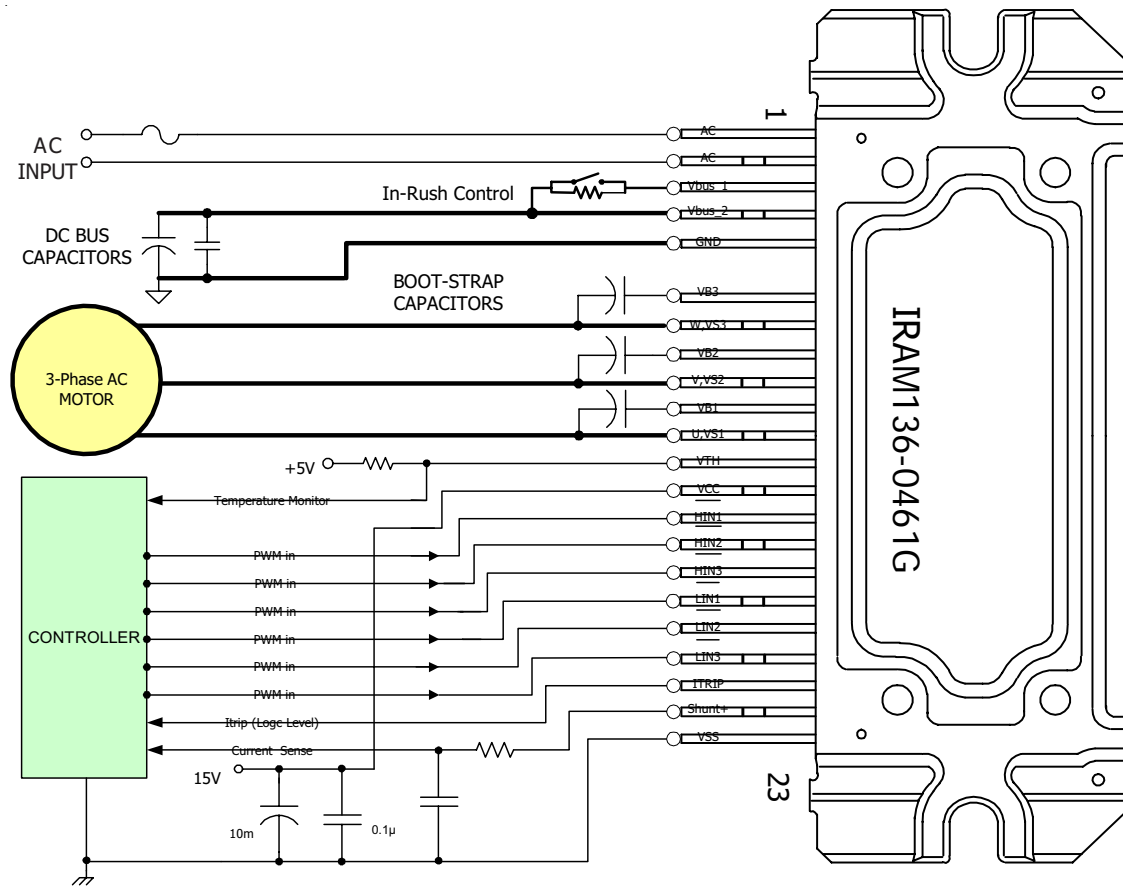 1
AC
AC
INPUT
AC
Vbus_1
In-Rush Control
Vbus_2
DC BUS
CAPACITORS
GND
BOOT-STRAP
CAPACITORS
VB3
W,VS3
VB2
3-Phase AC
MOTOR
V,VS2
VB1
U,VS1
IRAM136-0461G
+5V
VTH
Temperature Monitor
VCC
HIN1
HIN2
PWM in
HIN3
PWM in
LIN1
PWM in
LIN2
CONTROLLER
PWM in
LIN3
PWM in
ITRIP
PWM in
Shunt+
Itrip (Logc Level)
VSS
Current Sense
15V
23
10m
0.1µ